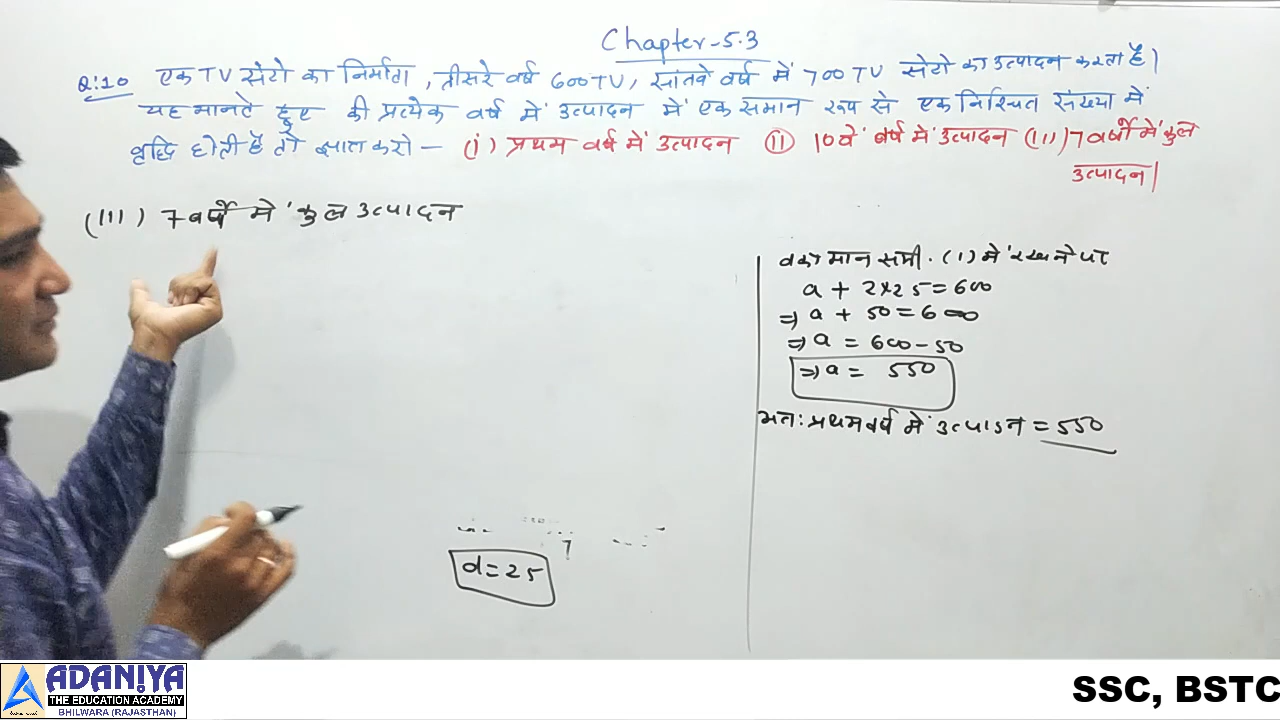 Chapter-5.3
Q:10 एक TV सेटो का निर्माता, तीसरे वर्ष 600 TV, सांतवे वर्ष में 700 TV सेटो का उत्पादन करता है|
यह मानते हुए की प्रत्येक वर्ष में उत्पादन में एक समान रूप से एक निश्चित संख्या में
वृद्धि होती है तो ज्ञात करो - (i) प्रथम वर्ष में उत्पादन (ii) 10वे वर्ष में उत्पादन (iii) 7 वर्षो में कुल
उत्पादन|
(iii) 7 वर्षो में कुल उत्पादन
d=25
d का मान समी. (1) में रखने पर
a + 2×25=600
⇒ a + 50=600
⇒ a = 600-50
⇒ a = 550
अत: प्रथम वर्ष में उत्पादन = 550
ADANIYA
THE EDUCATION ACADEMY
BHILWARA (RAJASTHAN)
SSC, BSTC